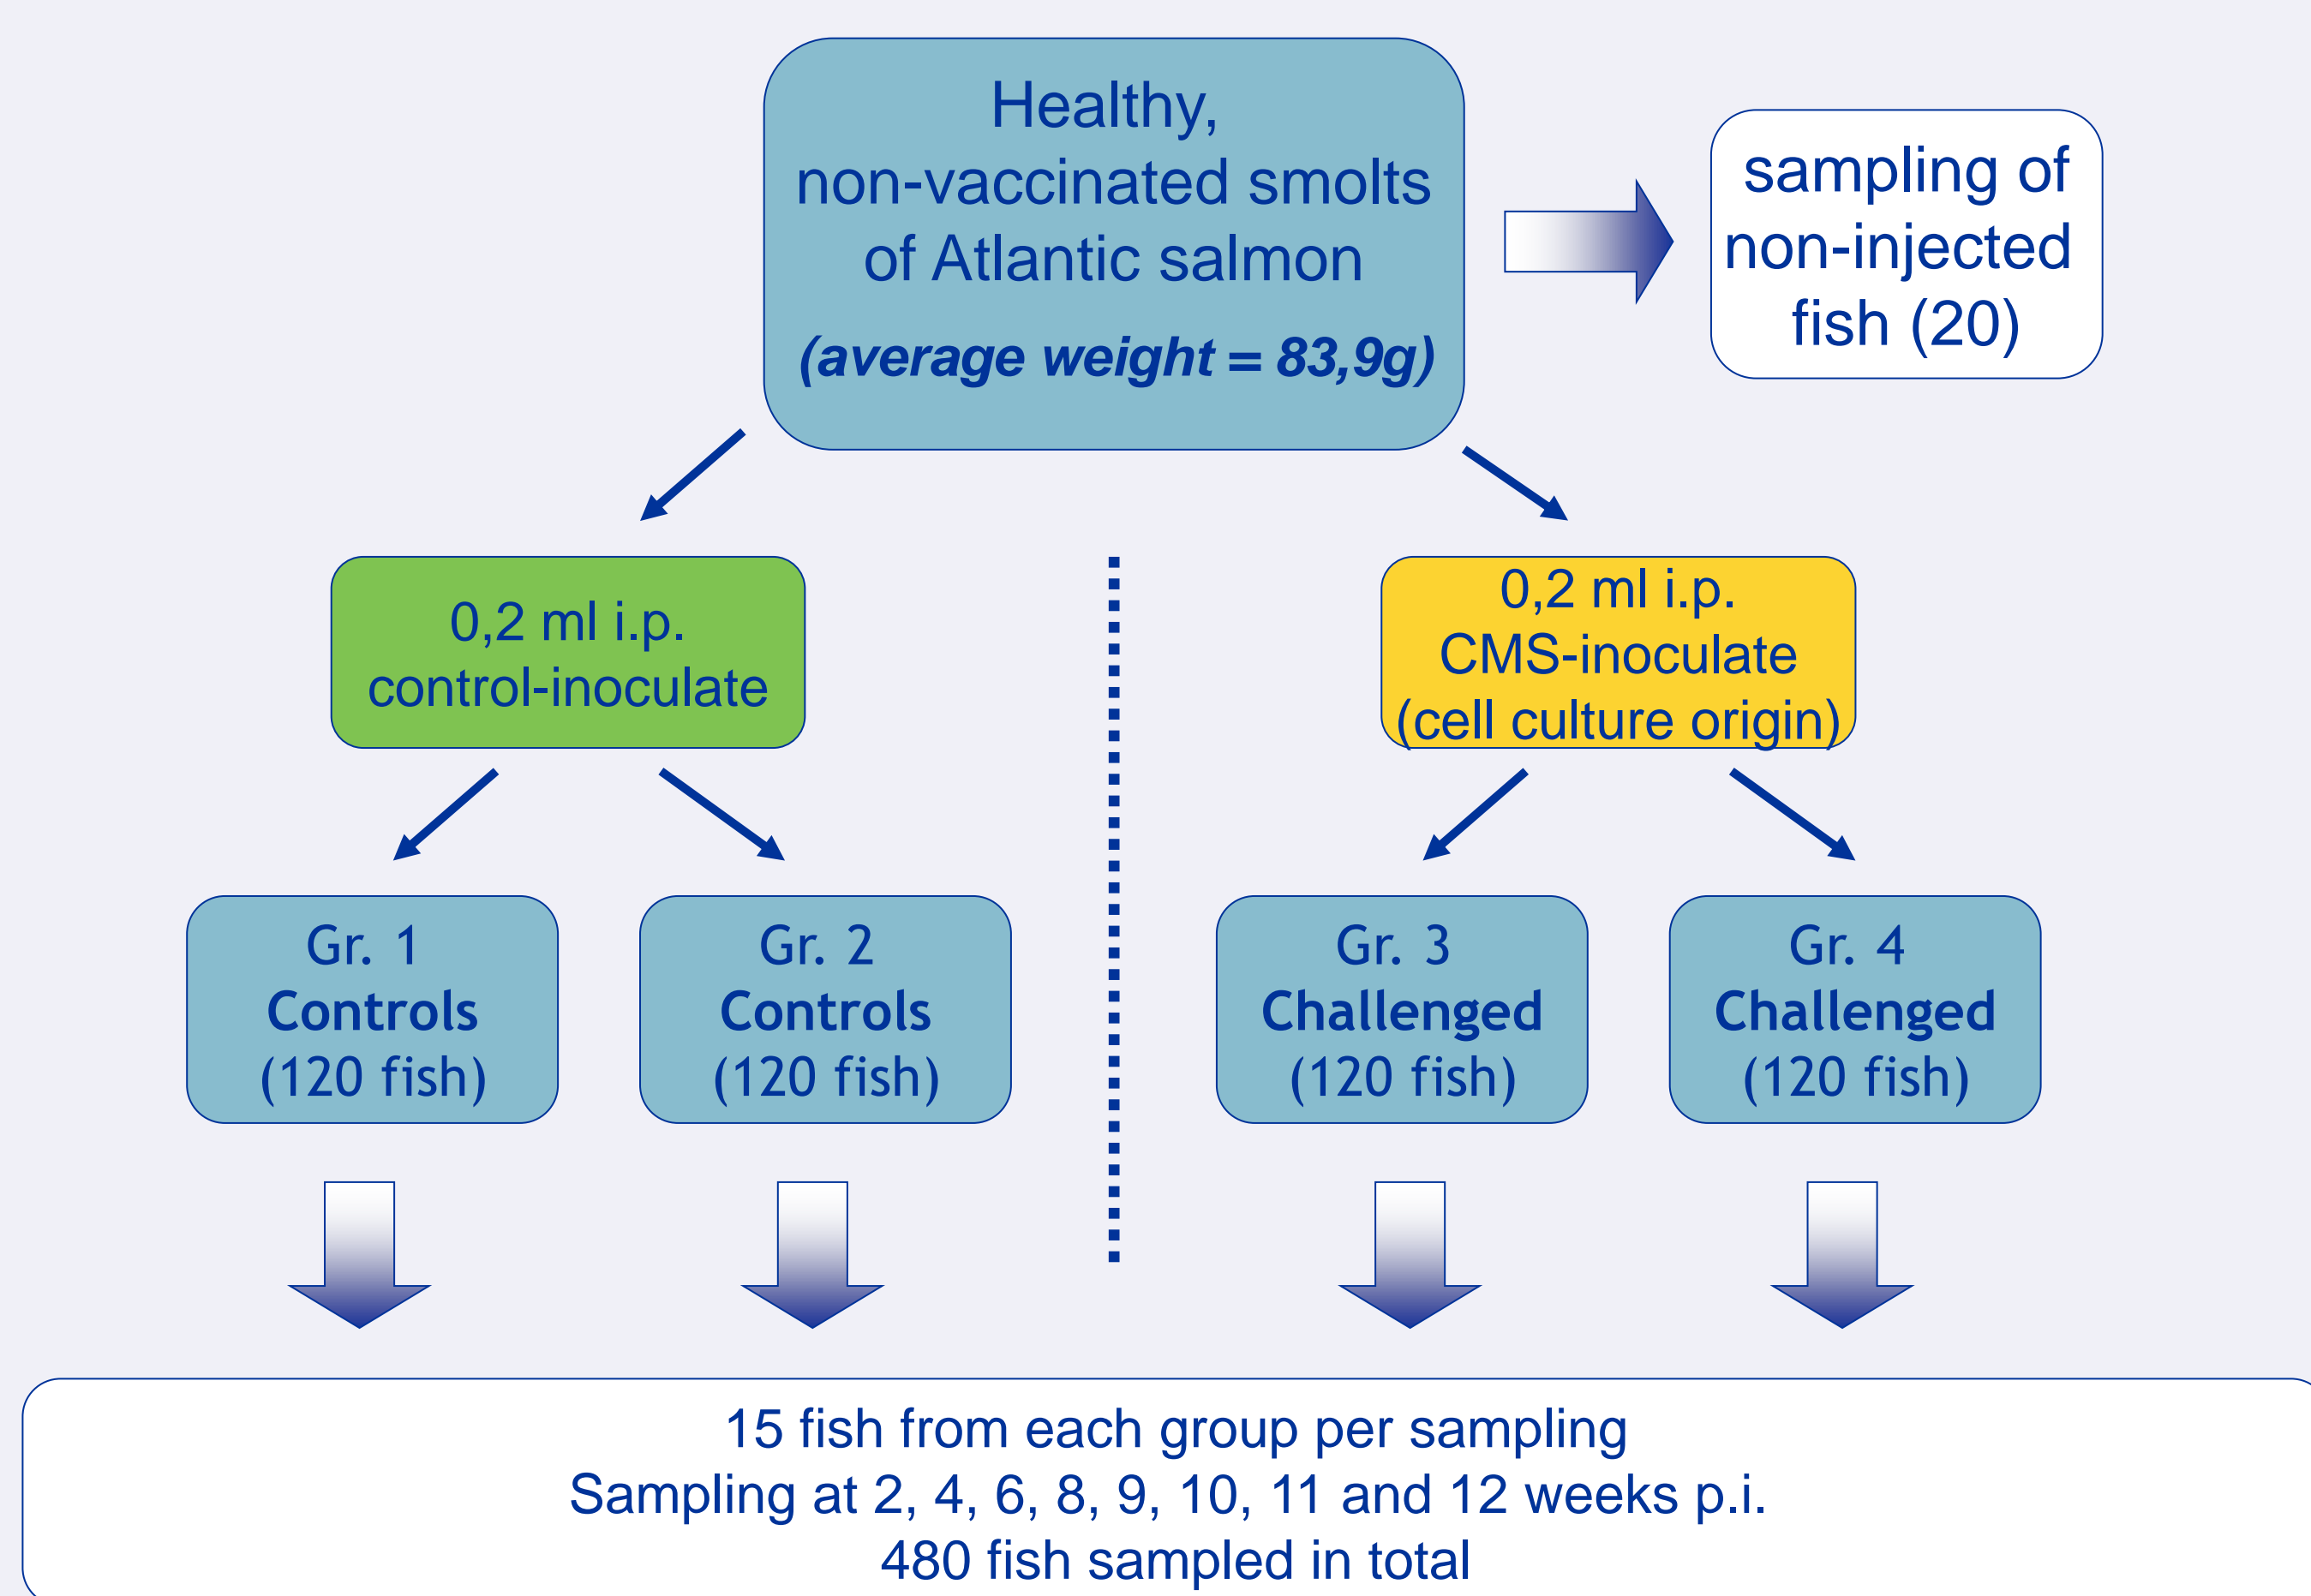 Healthy,
non-vaccinated smolts
of Atlantic salmon
(average weight = 83,9g)
sampling of
non-injected
fish (20)
0,2 ml i.p.
control-inoculate
0,2 ml i.p.
CMS-inoculate
(cell culture origin)
Gr. 1
Controls
(120 fish)
Gr. 2
Controls
(120 fish)
Gr. 3
Challenged
(120 fish)
Gr. 4
Challenged
(120 fish)
15 fish from each group per sampling
Sampling at 2, 4, 6, 8, 9, 10, 11 and 12 weeks p.i.
480 fish sampled in total